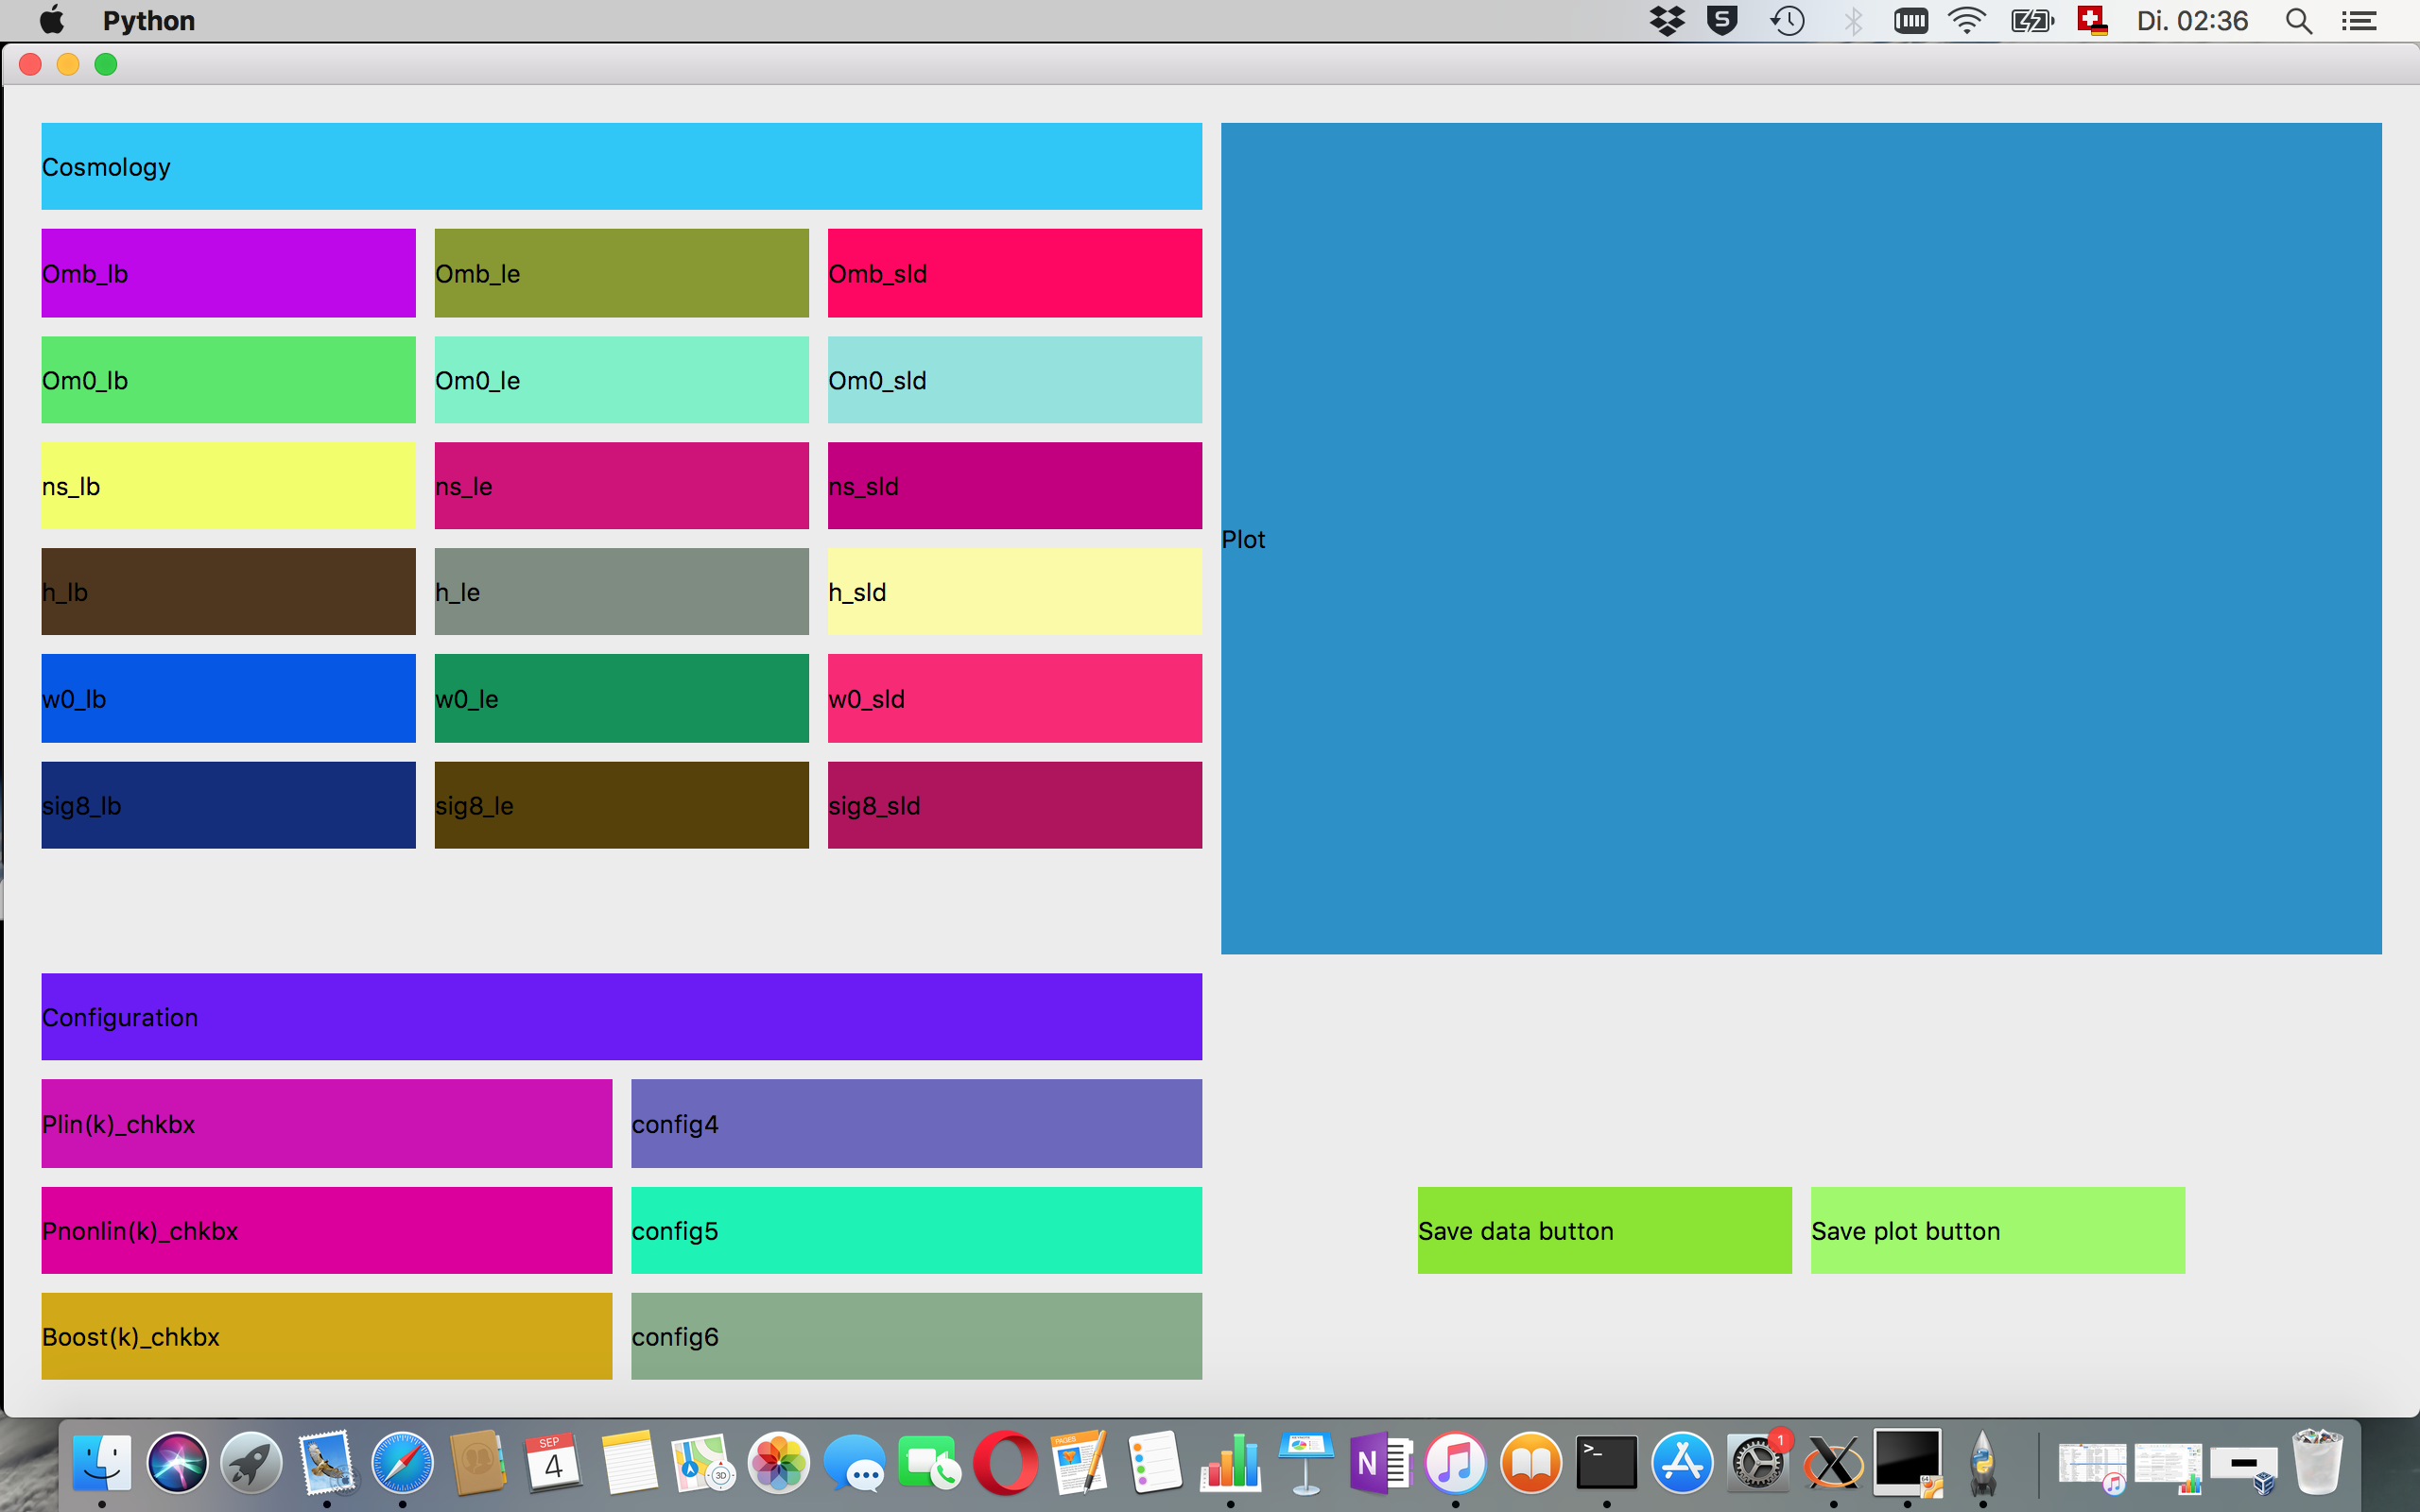 Python
Di. 02:36
Cosmology
Omb_lb Omb_le Omb_sld
Om0_lb Om0_le Om0_sld
ns_lb ns_le ns_sld
h_lb h_le h_sld
w0_lb w0_le w0_sld
sig8_lb sig8_le sig8_sld
Plot
Configuration
Plin(k)_chkbx config4
Pnonlin(k)_chkbx config5
Boost(k)_chkbx config6
Save data button Save plot button
SEP
4
3D
PAGES
N
>_
1